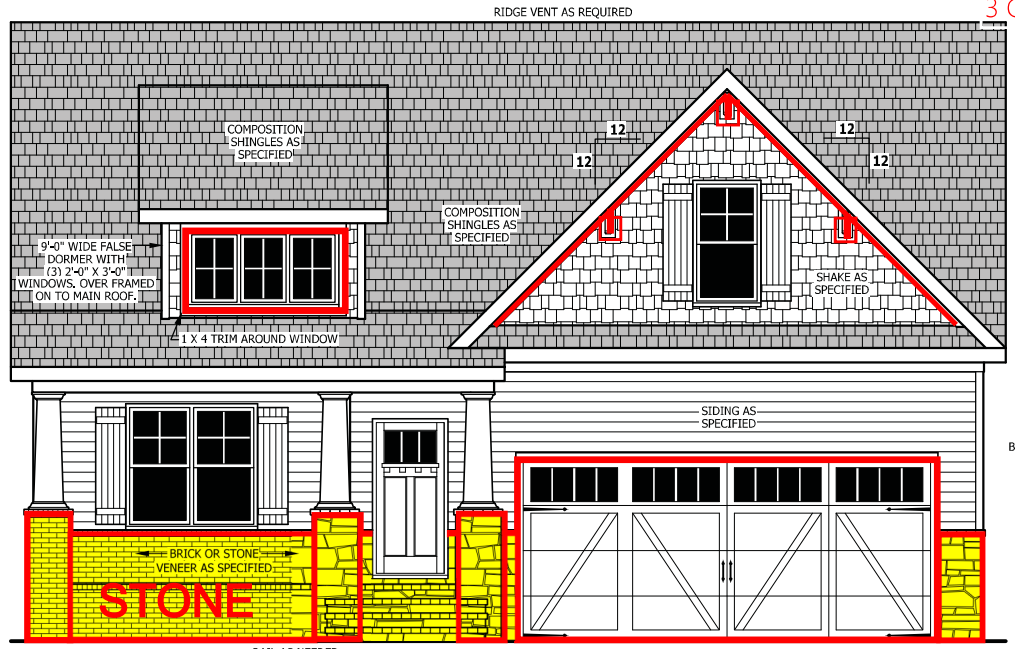 RIDGE VENT AS REQUIRED
3
COMPOSITION
SHINGLES AS
SPECIFIED
12
12
12
12
COMPOSITION
SHINGLES AS
SPECIFIED
9'-0" WIDE FALSE
DORMER WITH
(3) 2'-0" X 3'-0"
WINDOWS. OVER FRAMED
ON TO MAIN ROOF.
SHAKE AS
SPECIFIED
1 X 4 TRIM AROUND WINDOW
SIDING AS
SPECIFIED
B
BRICK OR STONE
VENEER AS SPECIFIED
STONE